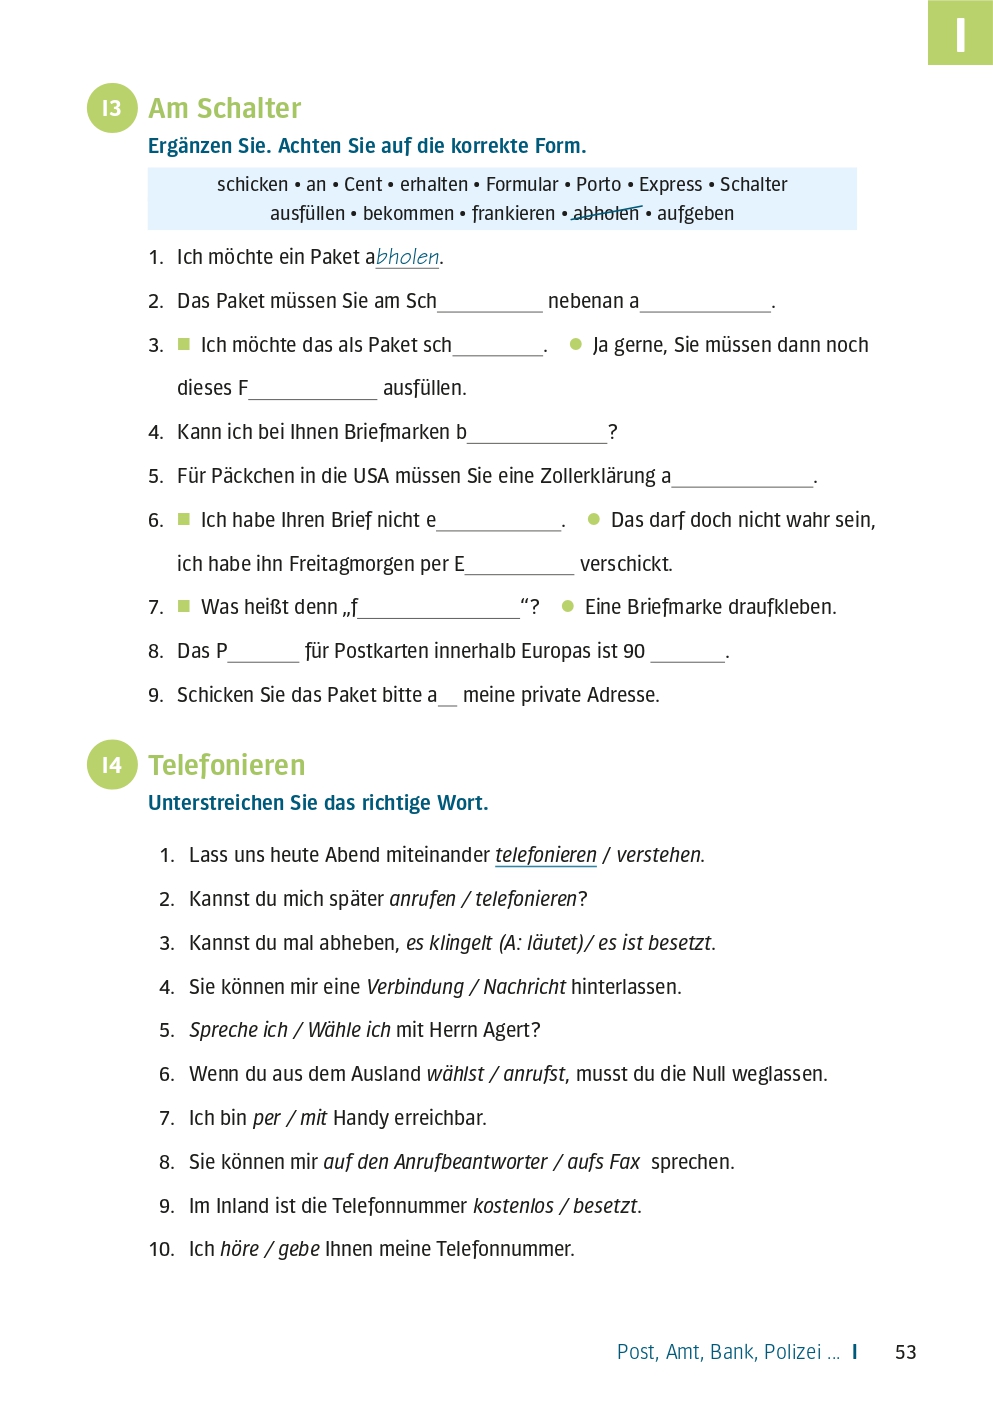 I
I3 Am Schalter
Ergänzen Sie. Achten Sie auf die korrekte Form.
schicken • an • Cent • erhalten • Formular • Porto • Express • Schalter
ausfüllen • bekommen • frankieren • abholen • aufgeben
1. Ich möchte ein Paket abholen.
2. Das Paket müssen Sie am Sch__________ nebenan a____________.
3. ■ Ich möchte das als Paket sch________. ● Ja gerne, Sie müssen dann noch
dieses F____________ ausfüllen.
4. Kann ich bei Ihnen Briefmarken b_____________?
5. Für Päckchen in die USA müssen Sie eine Zollerklärung a_____________.
6. ■ Ich habe Ihren Brief nicht e___________. ● Das darf doch nicht wahr sein,
ich habe ihn Freitagmorgen per E__________ verschickt.
7. ■ Was heißt denn „f_______________“? ● Eine Briefmarke draufkleben.
8. Das P_______ für Postkarten innerhalb Europas ist 90 _______.
9. Schicken Sie das Paket bitte a__ meine private Adresse.
I4 Telefonieren
Unterstreichen Sie das richtige Wort.
1. Lass uns heute Abend miteinander telefonieren / verstehen.
2. Kannst du mich später anrufen / telefonieren?
3. Kannst du mal abheben, es klingelt (A: läutet)/ es ist besetzt.
4. Sie können mir eine Verbindung / Nachricht hinterlassen.
5. Spreche ich / Wähle ich mit Herrn Agert?
6. Wenn du aus dem Ausland wählst / anrufst, musst du die Null weglassen.
7. Ich bin per / mit Handy erreichbar.
8. Sie können mir auf den Anrufbeantworter / aufs Fax sprechen.
9. Im Inland ist die Telefonnummer kostenlos / besetzt.
10. Ich höre / gebe Ihnen meine Telefonnummer.
Post, Amt, Bank, Polizei ... I 53